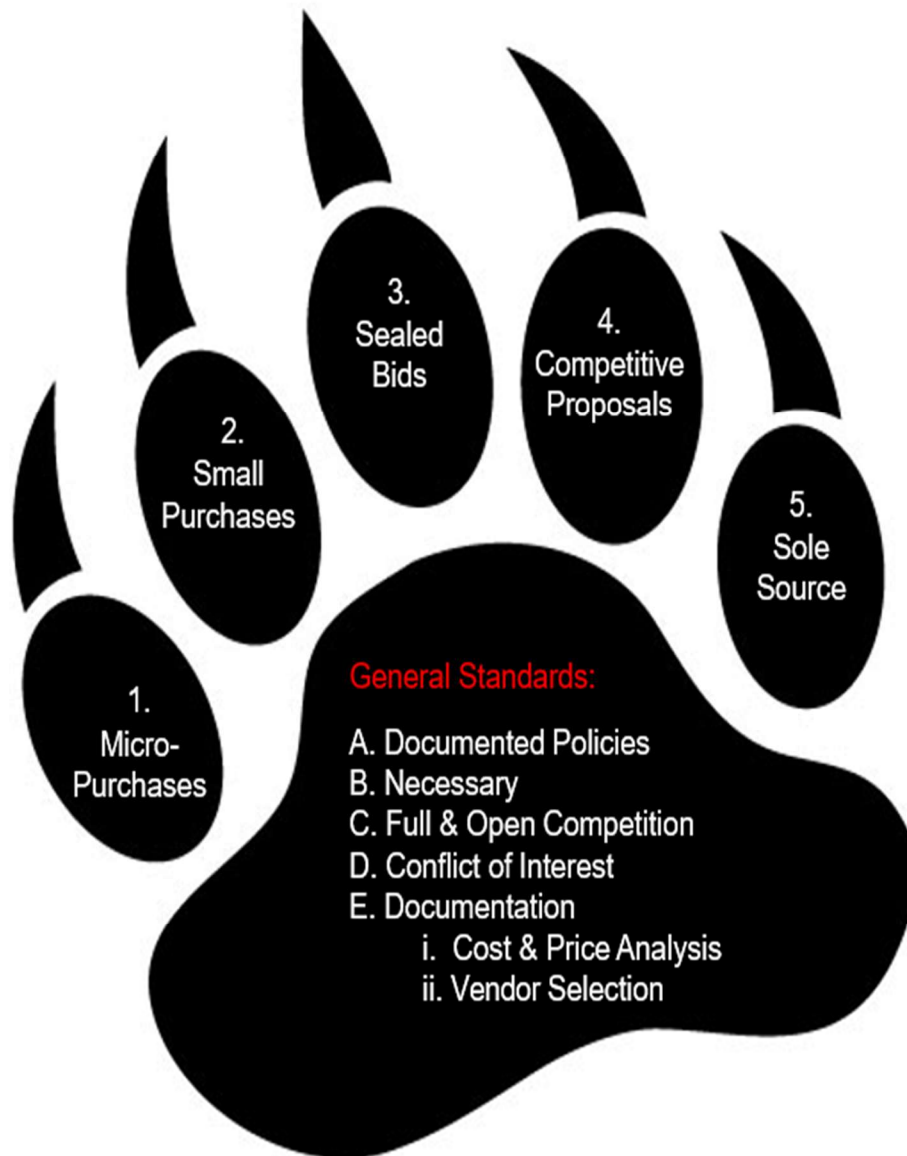 1.
Micro-
Purchases
2.
Small
Purchases
3.
Sealed
Bids
4.
Competitive
Proposals
5.
Sole
Source
General Standards:
A. Documented Policies
B. Necessary
C. Full & Open Competition
D. Conflict of Interest
E. Documentation
i. Cost & Price Analysis
ii. Vendor Selection